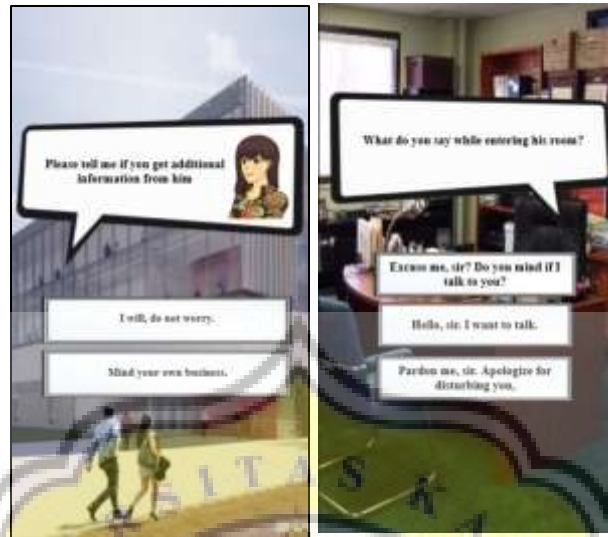 Please tell me if you get additional
information from him
I will, do not worry.
Mind your own business.
What do you say while entering his room?
Excuse me, sir? Do you mind if I
talk to you?
Hello, sir. I want to talk.
Pardon me, sir. Apologize for
disturbing you.
S I T A S K A